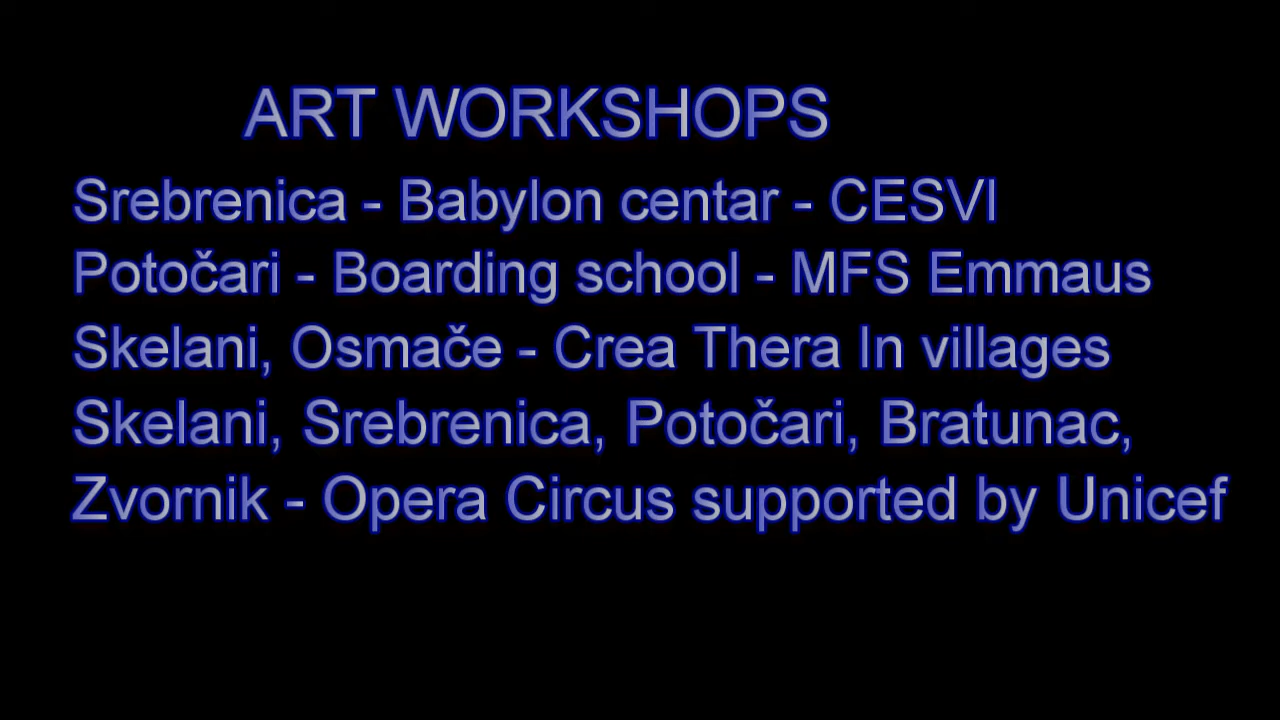 ART WORKSHOPS
Srebrenica - Babylon centar - CESVI
Potočari - Boarding school - MFS Emmaus
Skelani, Osmače - Crea Thera In villages
Skelani, Srebrenica, Potočari, Bratunac,
Zvornik - Opera Circus supported by Unicef